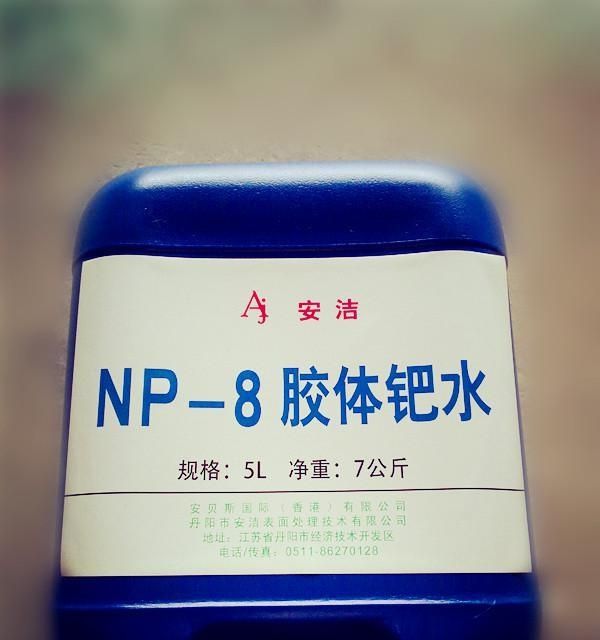 Aj 安洁
NP-8 胶体钯水
规格：5L 净重：7公斤
安贝斯国际（香港）有限公司
丹阳市安洁表面处理技术有限公司
地址：江苏省丹阳市经济技术开发区
电话/传真：0511-86270128